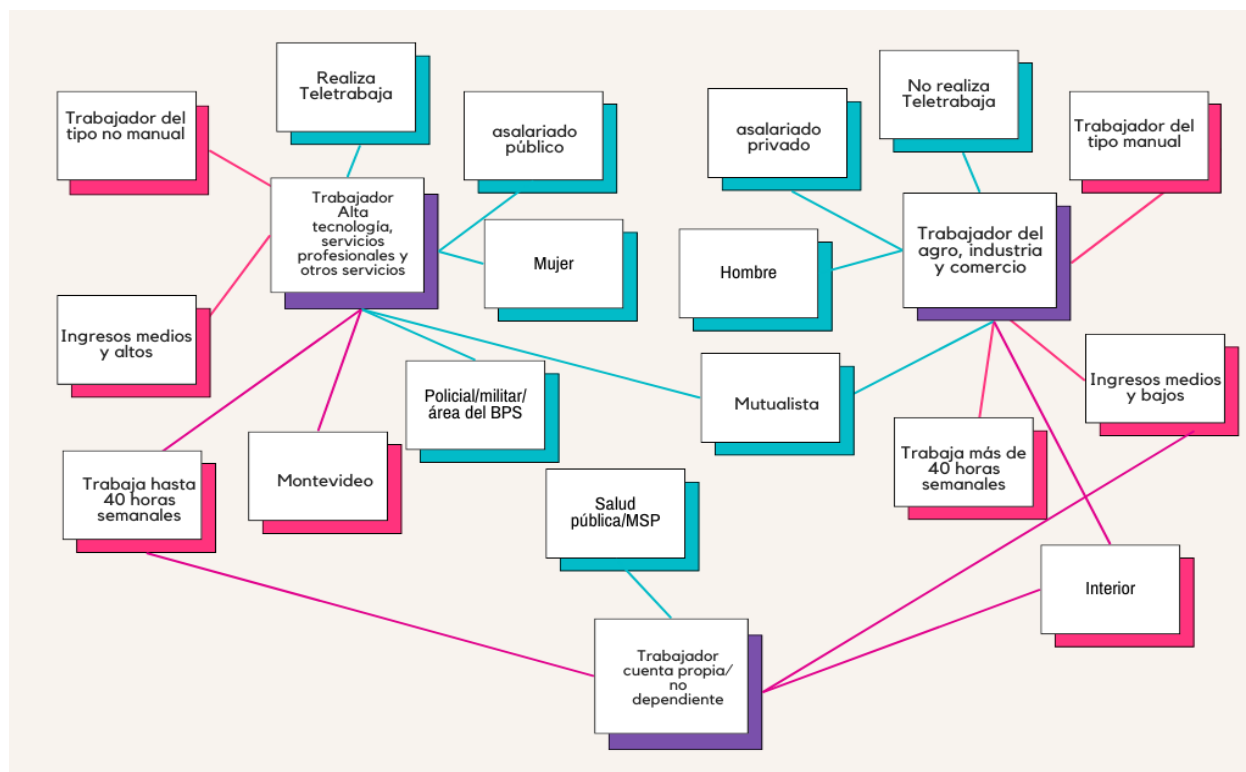 Realiza
Teletrabaja
No realiza
Teletrabaja
Trabajador del
tipo no manual
asalariado
público
asalariado
privado
Trabajador del
tipo manual
Trabajador
Alta
tecnología,
servicios
profesionales y
otros servicios
Mujer
Hombre
Trabajador del
agro, industria
y comercio
Ingresos medios
y altos
Policial/militar/
área del BPS
Mutualista
Ingresos medios
y bajos
Trabaja hasta
40 horas
semanales
Montevideo
Trabaja más de
40 horas
semanales
Salud
pública/MSP
Interior
Trabajador
cuenta propia/
no
dependiente